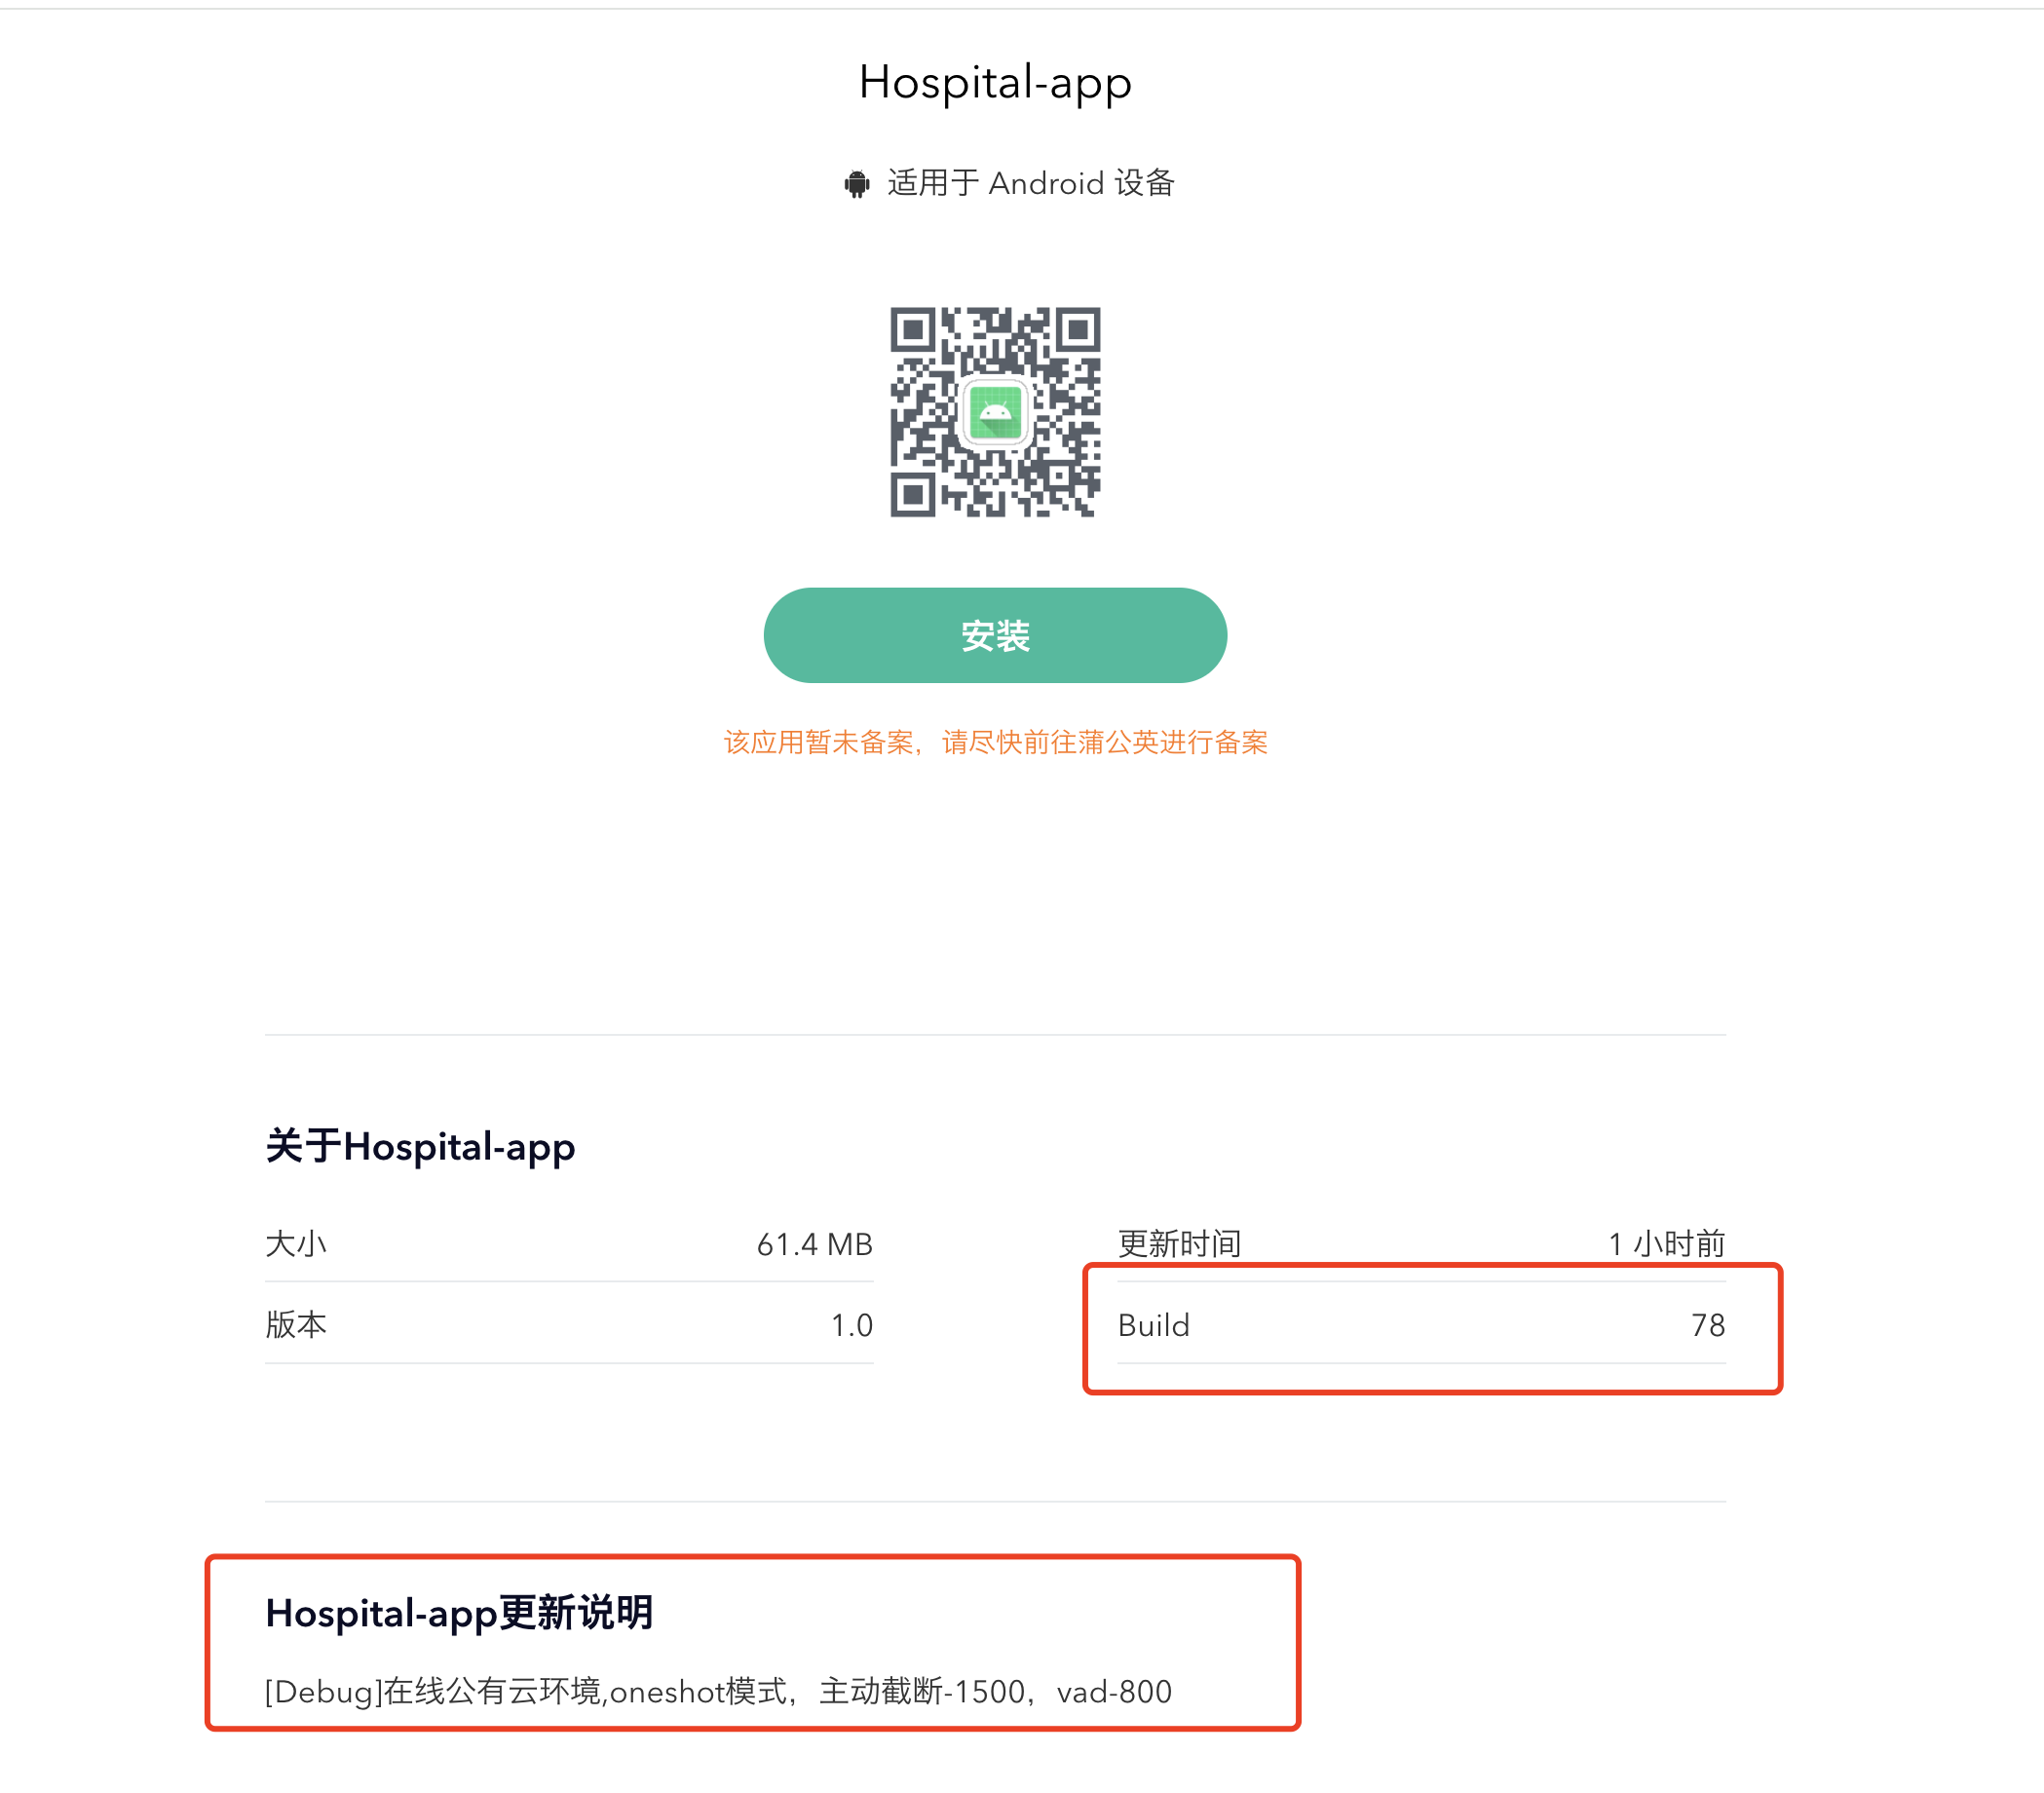 Hospital-app
适用于 Android 设备
安装
该应用暂未备案，请尽快前往蒲公英进行备案
关于Hospital-app
大小 61.4 MB
更新时间 1 小时前
版本 1.0
Build 78
Hospital-app更新说明
[Debug]在线公有云环境,oneshot模式，主动截断-1500，vad-800